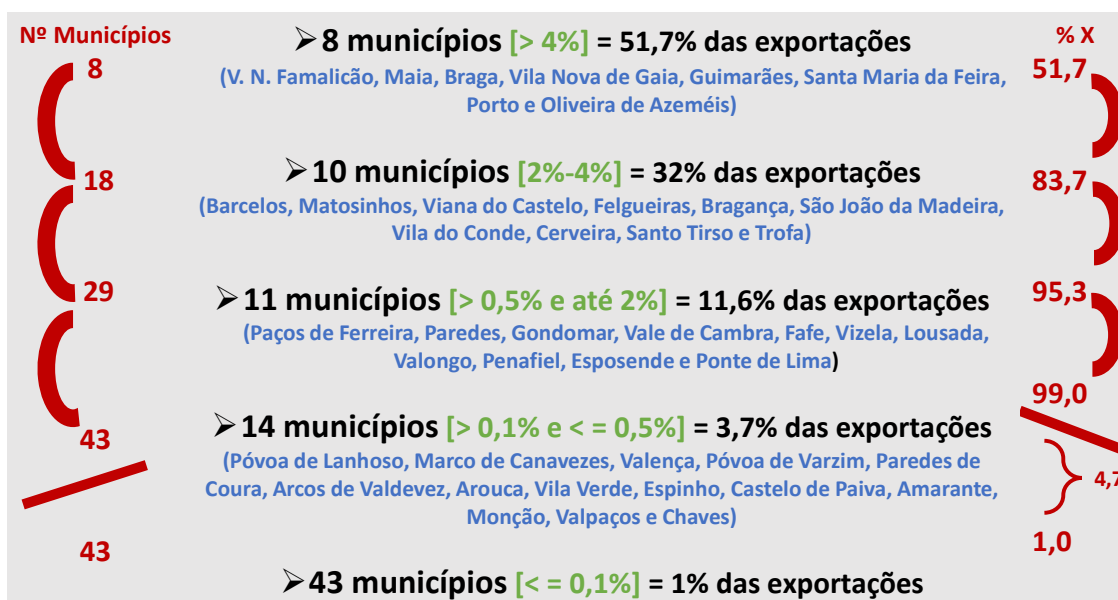 Nº Municípios
➢8 municípios [> 4%] = 51,7% das exportações
% X
8
51,7
(V. N. Famalicão, Maia, Braga, Vila Nova de Gaia, Guimarães, Santa Maria da Feira,
Porto e Oliveira de Azeméis)
➢10 municípios [2%-4%] = 32% das exportações
18
83,7
(Barcelos, Matosinhos, Viana do Castelo, Felgueiras, Bragança, São João da Madeira,
Vila do Conde, Cerveira, Santo Tirso e Trofa)
29
➢11 municípios [> 0,5% e até 2%] = 11,6% das exportações
95,3
(Paços de Ferreira, Paredes, Gondomar, Vale de Cambra, Fafe, Vizela, Lousada,
Valongo, Penafiel, Esposende e Ponte de Lima)
99,0
43
➢14 municípios [> 0,1% e < = 0,5%] = 3,7% das exportações
(Póvoa de Lanhoso, Marco de Canavezes, Valença, Póvoa de Varzim, Paredes de
Coura, Arcos de Valdevez, Arouca, Vila Verde, Espinho, Castelo de Paiva, Amarante,
Monção, Valpaços e Chaves)
4,7
43
1,0
➢43 municípios [< = 0,1%] = 1% das exportações